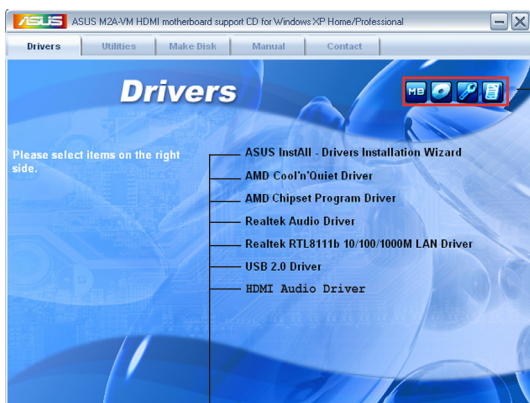 ASUS ASUS M2A-VM HDMI motherboard support CD for Windows XP Home/Professional
Drivers Utilities Make Disk Manual Contact
Drivers
MB
Please select items on the right
side.
ASUS InstAll - Drivers Installation Wizard
AMD Cool'n'Quiet Driver
AMD Chipset Program Driver
Realtek Audio Driver
Realtek RTL8111b 10/100/1000M LAN Driver
USB 2.0 Driver
HDMI Audio Driver